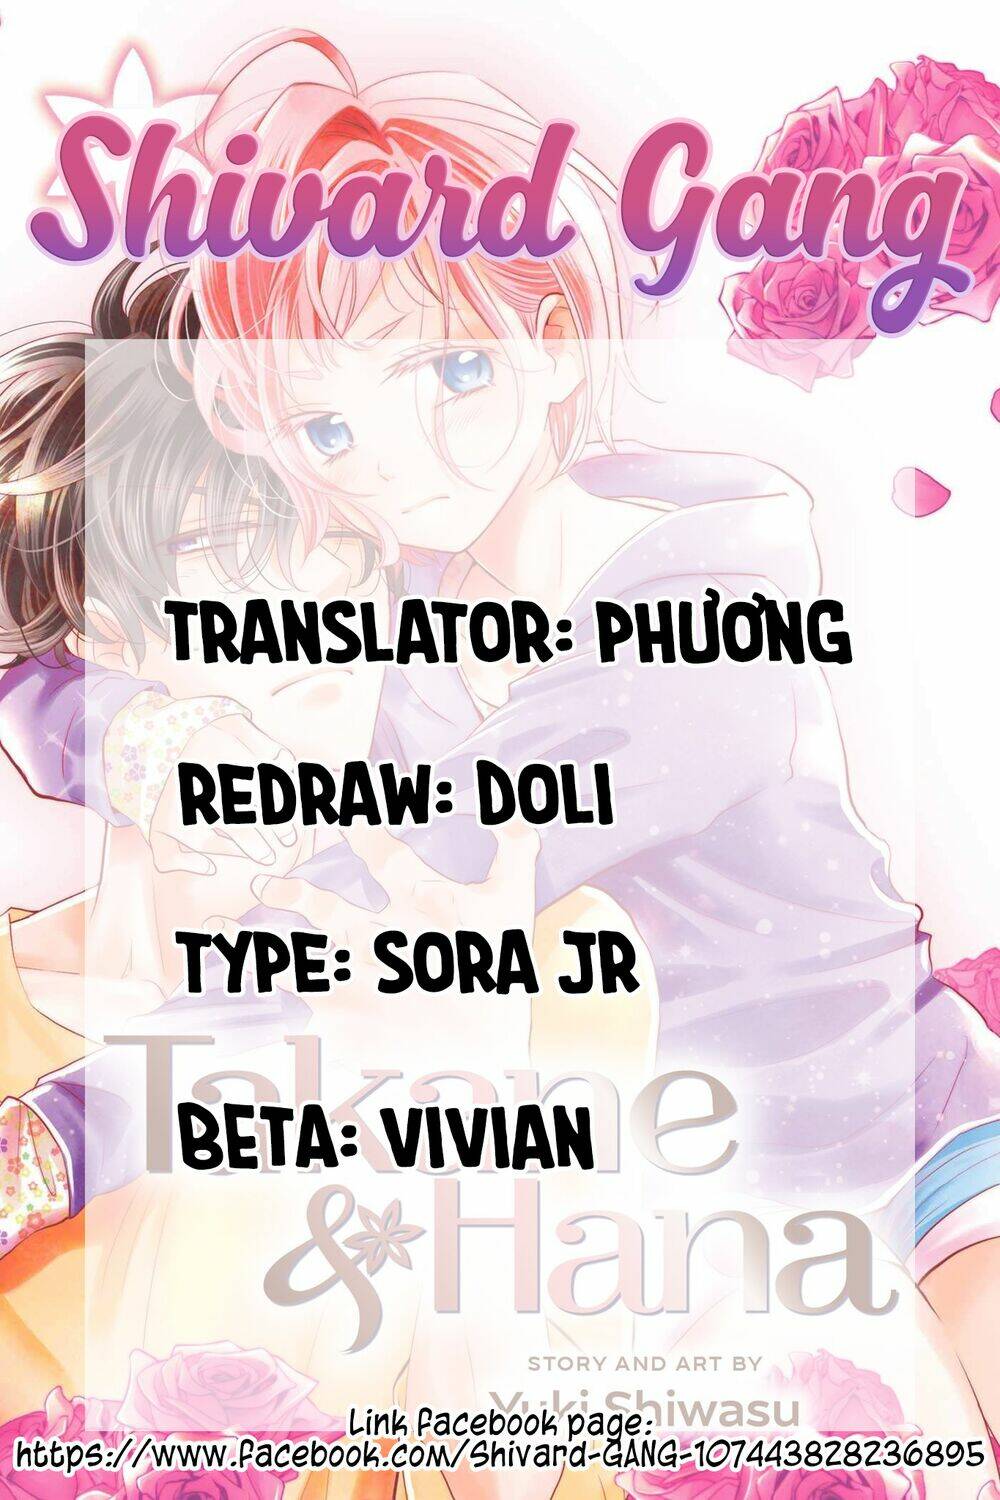 Shivard Gang
TRANSLATOR: PHƯƠNG
REDRAW: DOLI
TYPE: SORA JR
Takane
BETA: VIVIAN
& Hana
STORY AND ART BY
Yuki Shiwasu
Link Facebook page:
https://www.facebook.com/Shivard-GANG-107443828236895